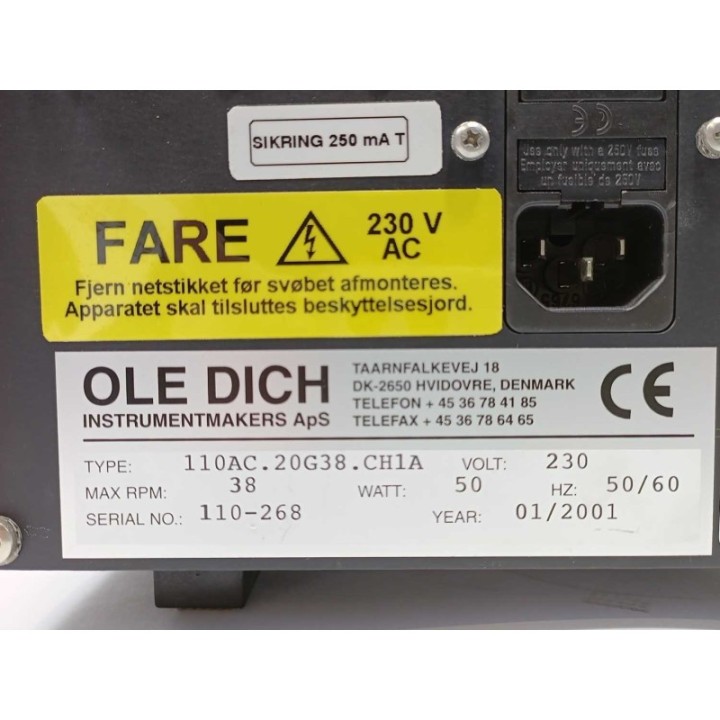 SIKRING 250 mA T
Use only with a 250V fuse
Employer uniquement avec
un fusible de 250V
FARE
230 V
AC
Fjern netstikket før svøbet afmonteres.
Apparatet skal tilsluttes beskyttelsesjord.
OLE DICH
INSTRUMENTMAKERS ApS
TAARNFALKEVEJ 18
DK-2650 HVIDOVRE, DENMARK
TELEFON + 45 36 78 41 85
TELEFAX + 45 36 78 64 65
CE
TYPE: 110AC.20G38.CH1A VOLT: 230
MAX RPM: 38 WATT: 50 HZ: 50/60
SERIAL NO.: 110-268 YEAR: 01/2001